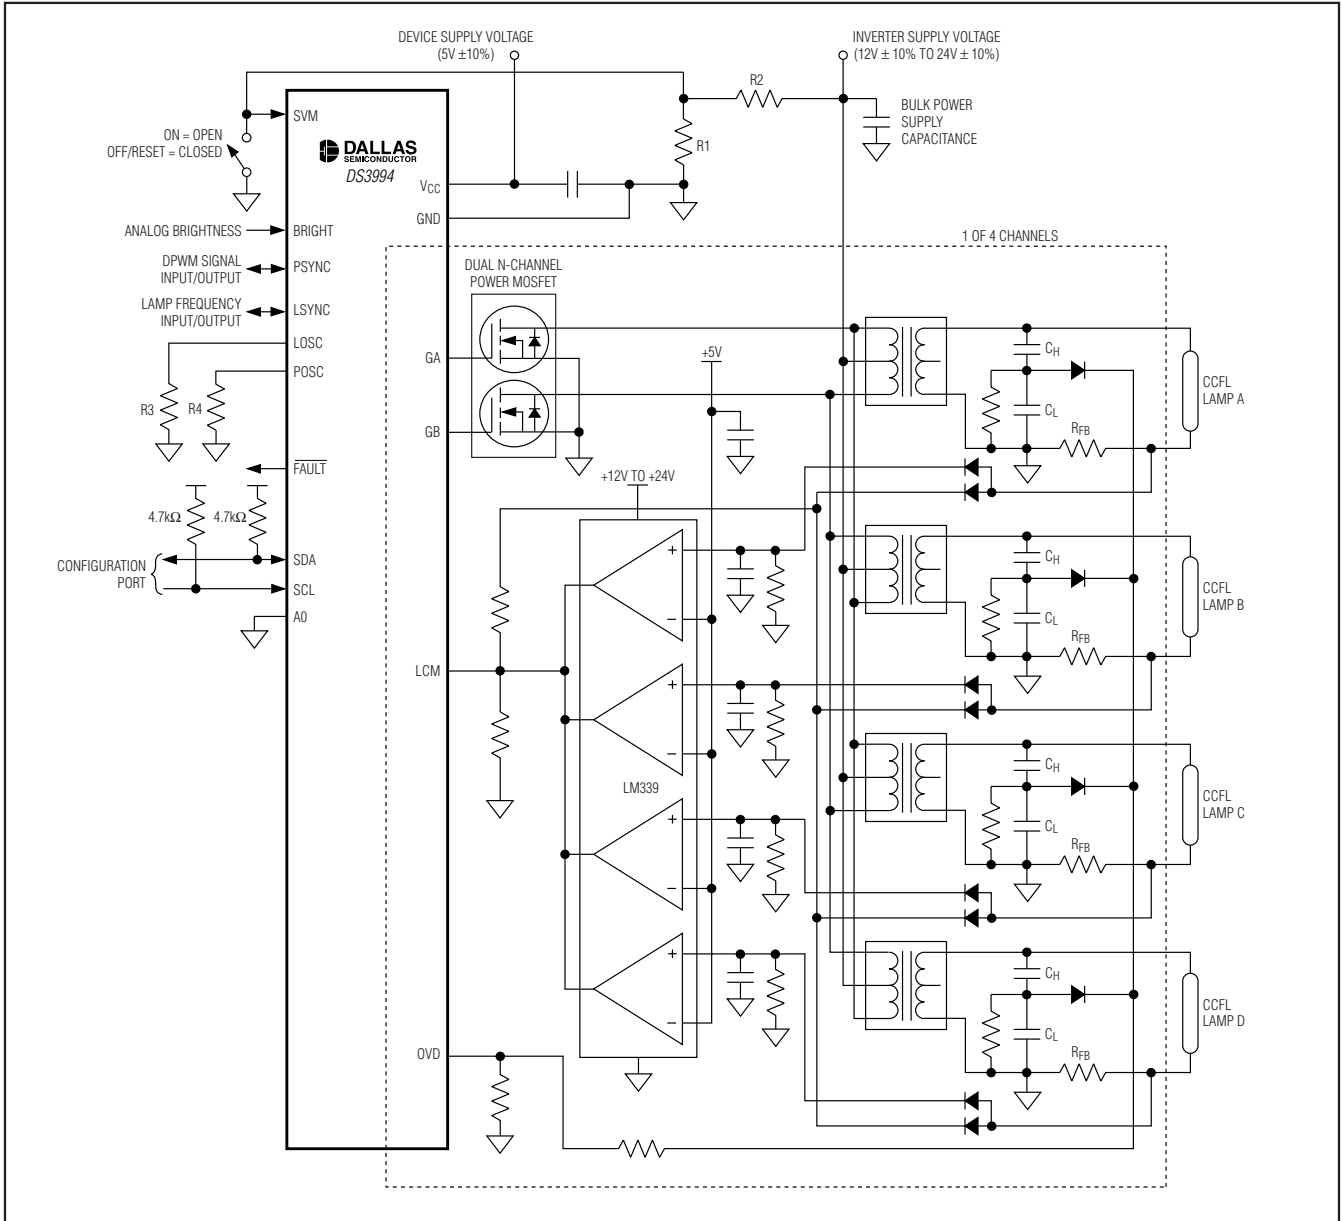 DEVICE SUPPLY VOLTAGE
(5V ±10%)
INVERTER SUPPLY VOLTAGE
(12V ± 10% TO 24V ± 10%)
R2
BULK POWER
SUPPLY
CAPACITANCE
R1
ON = OPEN
OFF/RESET = CLOSED
SVM
DALLAS
SEMICONDUCTOR
DS3994
VCC
GND
ANALOG BRIGHTNESS
BRIGHT
DPWM SIGNAL
INPUT/OUTPUT
PSYNC
LAMP FREQUENCY
INPUT/OUTPUT
LSYNC
LOSC
POSC
R3
R4
FAULT
4.7kΩ
4.7kΩ
CONFIGURATION
PORT
SDA
SCL
A0
1 OF 4 CHANNELS
DUAL N-CHANNEL
POWER MOSFET
GA
GB
+5V
+12V TO +24V
LCM
OVD
LM339
+
−
+
−
+
−
+
−
CH
CL
RFB
CCFL
LAMP A
CH
CL
RFB
CCFL
LAMP B
CH
CL
RFB
CCFL
LAMP C
CH
CL
RFB
CCFL
LAMP D